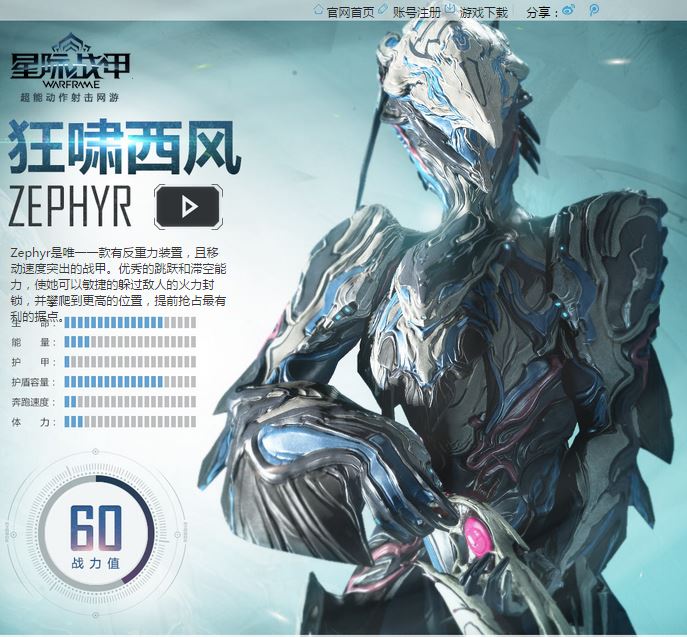 官网首页 账号注册 游戏下载 分享：
星际战甲
WARFRAME
超能动作射击网游
狂啸西风
ZEPHYR
Zephyr是唯一一款有反重力装置，且移
动速度突出的战甲。优秀的跳跃和滞空能
力，使她可以敏捷的躲过敌人的火力封
锁，并攀爬到更高的位置，提前抢占最有
利的据点。
生 命：
能 量：
护 甲：
护盾容量：
奔跑速度：
体 力：
60
战力值